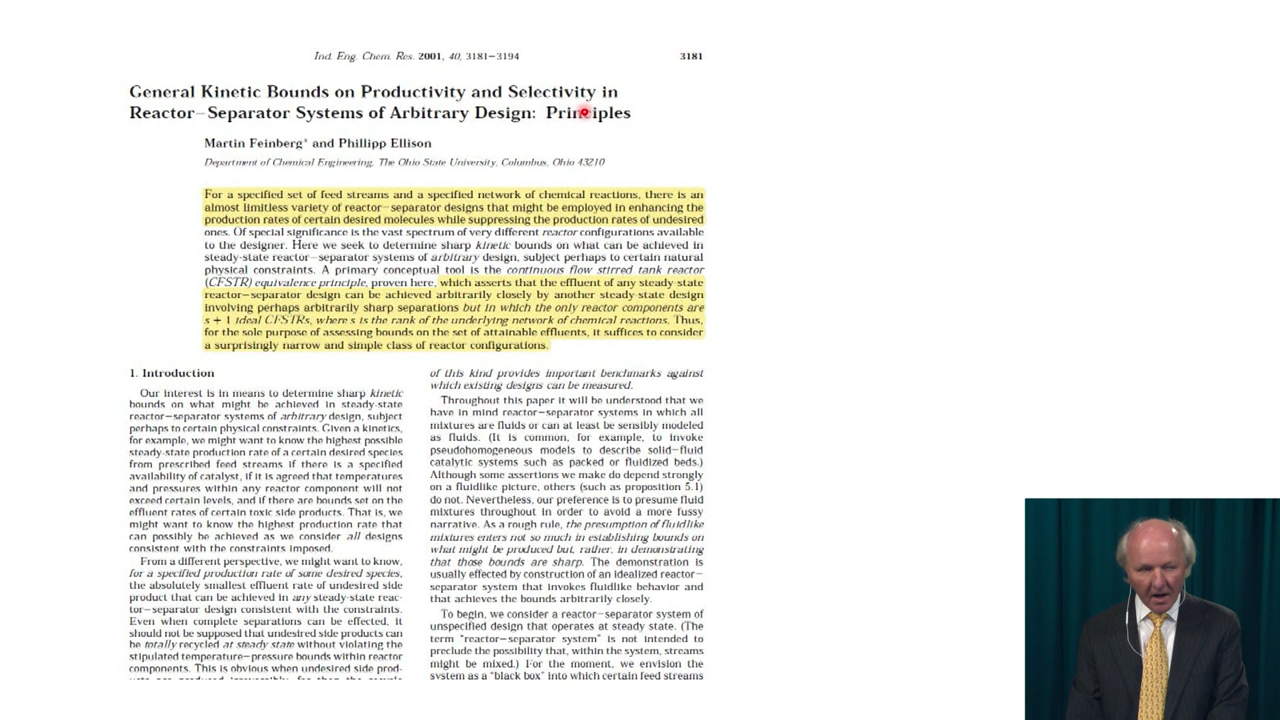 Ind. Eng. Chem. Res. 2001, 40, 3181−3194
3181
General Kinetic Bounds on Productivity and Selectivity in
Reactor−Separator Systems of Arbitrary Design: Principles
Martin Feinberg* and Phillipp Ellison
Department of Chemical Engineering, The Ohio State University, Columbus, Ohio 43210
For a specified set of feed streams and a specified network of chemical reactions, there is an
almost limitless variety of reactor−separator designs that might be employed in enhancing the
production rates of certain desired molecules while suppressing the production rates of undesired
ones. Of special significance is the vast spectrum of very different reactor configurations available
to the designer. Here we seek to determine sharp kinetic bounds on what can be achieved in
steady-state reactor−separator systems of arbitrary design, subject perhaps to certain natural
physical constraints. A primary conceptual tool is the continuous flow stirred tank reactor
(CFSTR) equivalence principle, proven here, which asserts that the effluent of any steady-state
reactor−separator design can be achieved arbitrarily closely by another steady-state design
involving perhaps arbitrarily sharp separations but in which the only reactor components are
s + 1 ideal CFSTRs, where s is the rank of the underlying network of chemical reactions. Thus,
for the sole purpose of assessing bounds on the set of attainable effluents, it suffices to consider
a surprisingly narrow and simple class of reactor configurations.
1. Introduction
Our interest is in means to determine sharp kinetic
bounds on what might be achieved in steady-state
reactor−separator systems of arbitrary design, subject
perhaps to certain physical constraints. Given a kinetics,
for example, we might want to know the highest possible
steady-state production rate of a certain desired species
from prescribed feed streams if there is a specified
availability of catalyst, if it is agreed that temperatures
and pressures within any reactor component will not
exceed certain levels, and if there are bounds set on the
effluent rates of certain toxic side products. That is, we
might want to know the highest production rate that
can possibly be achieved as we consider all designs
consistent with the constraints imposed.
From a different perspective, we might want to know,
for a specified production rate of some desired species,
the absolutely smallest effluent rate of undesired side
product that can be achieved in any steady-state reac-
tor−separator design consistent with the constraints.
Even when complete separations can be effected, it
should not be supposed that undesired side products can
be totally recycled at steady state without violating the
stipulated temperature−pressure bounds within reactor
components. This is obvious when undesired side prod-
of this kind provides important benchmarks against
which existing designs can be measured.
Throughout this paper it will be understood that we
have in mind reactor−separator systems in which all
mixtures are fluids or can at least be sensibly modeled
as fluids. (It is common, for example, to invoke
pseudohomogeneous models to describe solid−fluid
catalytic systems such as packed or fluidized beds.)
Although some assertions we make do depend strongly
on a fluidlike picture, others (such as proposition 5.1)
do not. Nevertheless, our preference is to presume fluid
mixtures throughout in order to avoid a more fussy
narrative. As a rough rule, the presumption of fluidlike
mixtures enters not so much in establishing bounds on
what might be produced but, rather, in demonstrating
that those bounds are sharp. The demonstration is
usually effected by construction of an idealized reactor−
separator system that invokes fluidlike behavior and
that achieves the bounds arbitrarily closely.
To begin, we consider a reactor−separator system of
unspecified design that operates at steady state. (The
term "reactor−separator system" is not intended to
preclude the possibility that, within the system, streams
might be mixed.) For the moment, we envision the
system as a "black box" into which certain feed streams